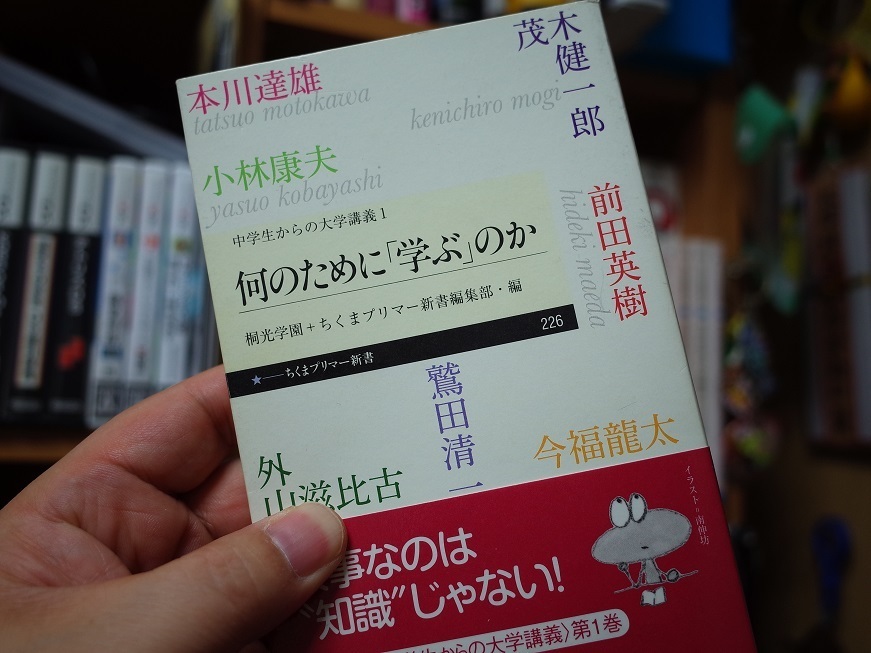 本川達雄
tatsuo motokawa
茂木健一郎
kenichiro mogi
小林康夫
yasuo kobayashi
前田英樹
hideki maeda
中学生からの大学講義1
何のために「学ぶ」のか
桐光学園+ちくまプリマー新書編集部・編
226
★──ちくまプリマー新書
鷲田清一
今福龍太
外山滋比古
事なのは
"知識"じゃない!
生からの大学講義〉第1巻
イラスト=南伸坊